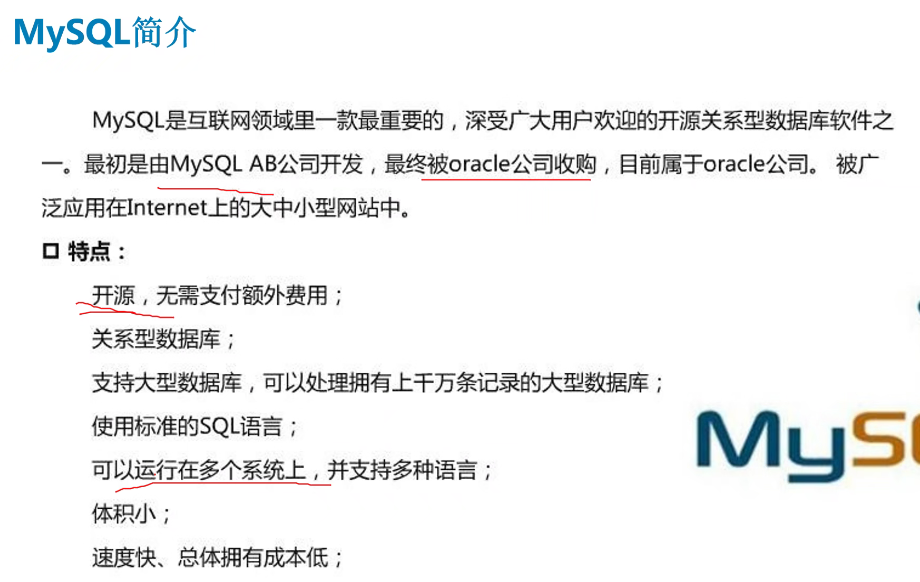 MySQL简介
MySQL是互联网领域里一款最重要的，深受广大用户欢迎的开源关系型数据库软件之
一。最初是由MySQL AB公司开发，最终被oracle公司收购，目前属于oracle公司。 被广
泛应用在Internet上的大中小型网站中。
特点：
开源，无需支付额外费用；
关系型数据库；
支持大型数据库，可以处理拥有上千万条记录的大型数据库；
使用标准的SQL语言；
可以运行在多个系统上，并支持多种语言；
MyS
体积小；
速度快、总体拥有成本低；